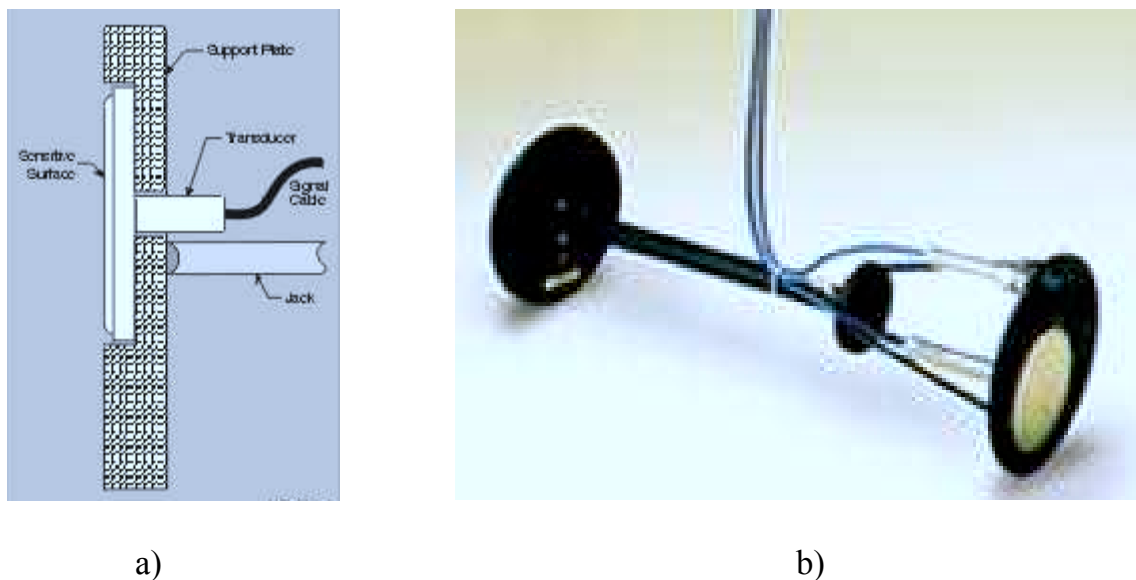 Support Plate
Transducer
Sensitive
Surface
Signal
Cable
Jack
a)
b)